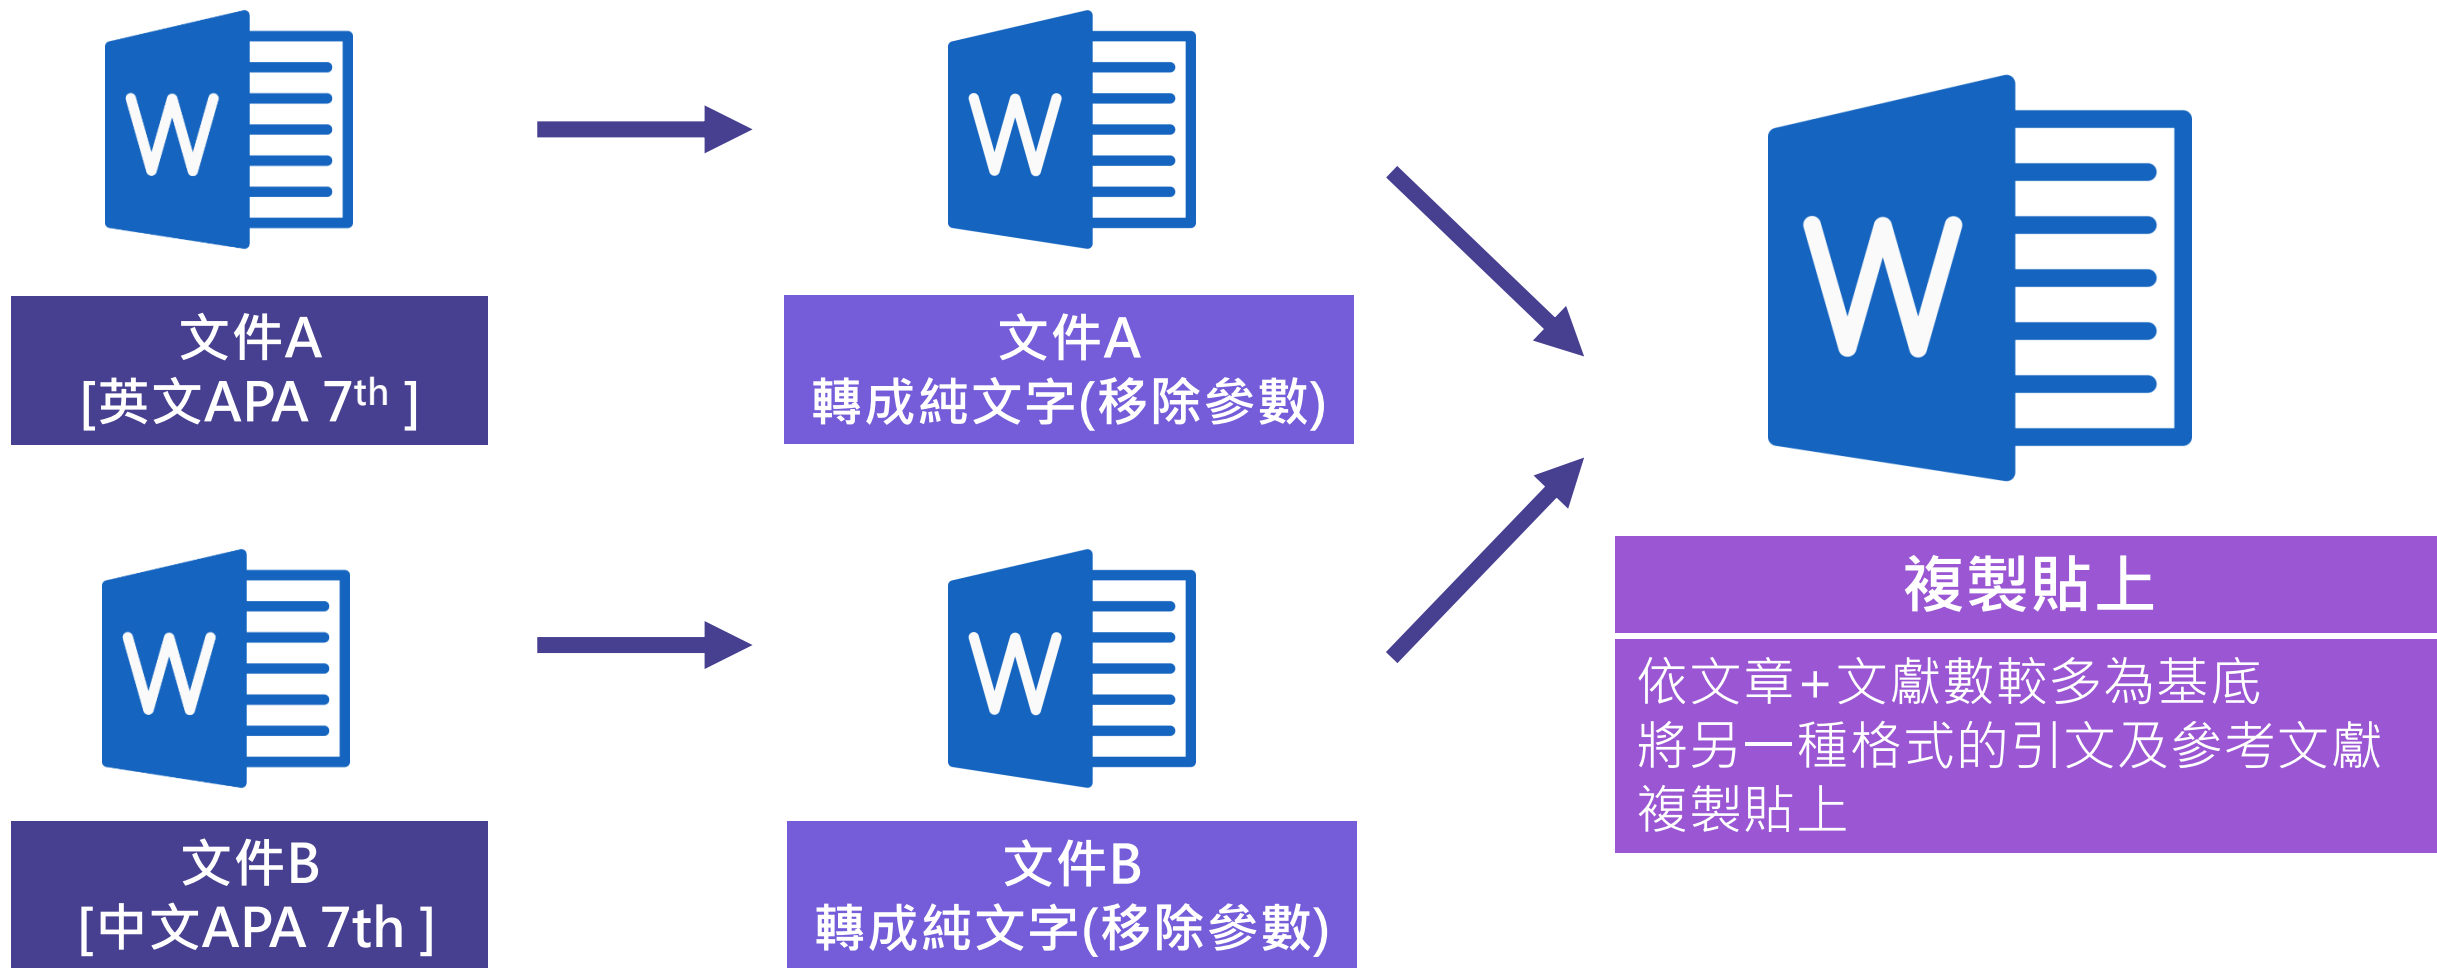 W
W
W
文件A
[英文APA 7th ]
文件A
轉成純文字(移除參數)
W
W
文件B
[中文APA 7th ]
文件B
轉成純文字(移除參數)
複製貼上
依文章+文獻數較多為基底
將另一種格式的引文及參考文獻
複製貼上